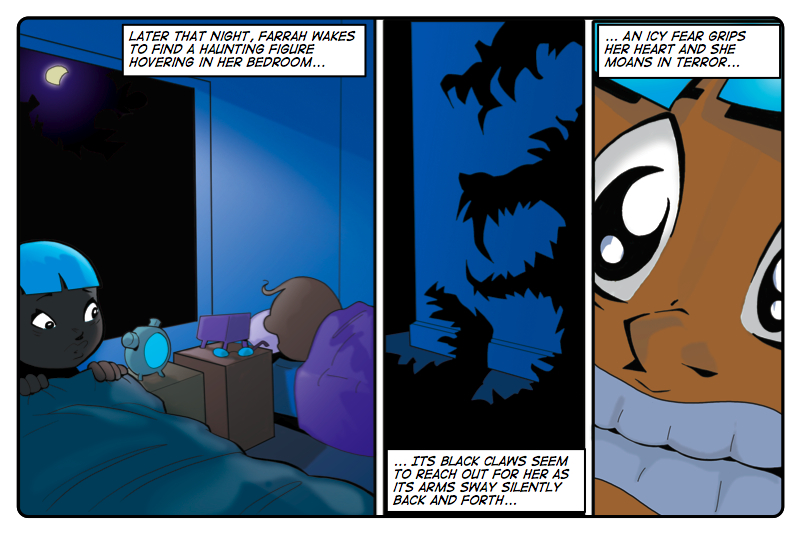 LATER THAT NIGHT, FARRAH WAKES
TO FIND A HAUNTING FIGURE
HOVERING IN HER BEDROOM...
... ITS BLACK CLAWS SEEM
TO REACH OUT FOR HER AS
ITS ARMS SWAY SILENTLY
BACK AND FORTH...
... AN ICY FEAR GRIPS
HER HEART AND SHE
MOANS IN TERROR...